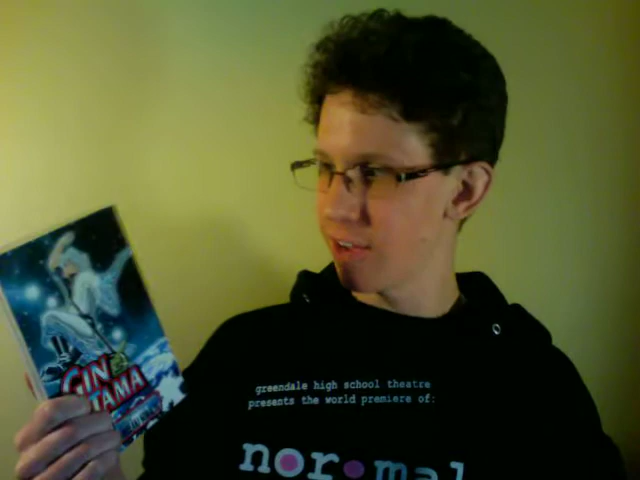 GIN
TAMA
greendale high school theatre
presents the world premiere of:
normal